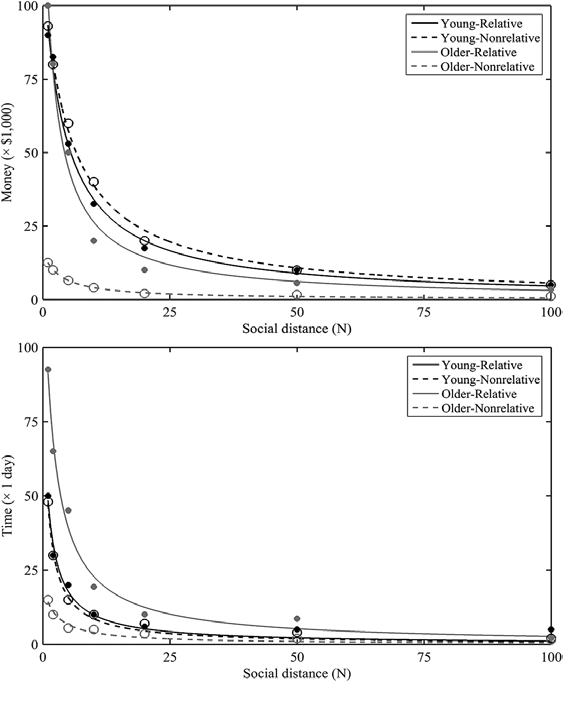 100
75
50
25
0
Money (× $1,000)
Young-Relative
Young-Nonrelative
Older-Relative
Older-Nonrelative
0 25 50 75 100
Social distance (N)
100
75
50
25
0
Time (× 1 day)
Young-Relative
Young-Nonrelative
Older-Relative
Older-Nonrelative
0 25 50 75 100
Social distance (N)